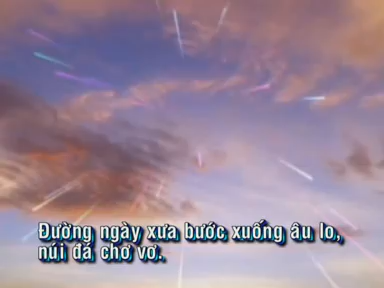 Đường ngày xưa bước xuống âu lo,
núi đá chơ vơ.